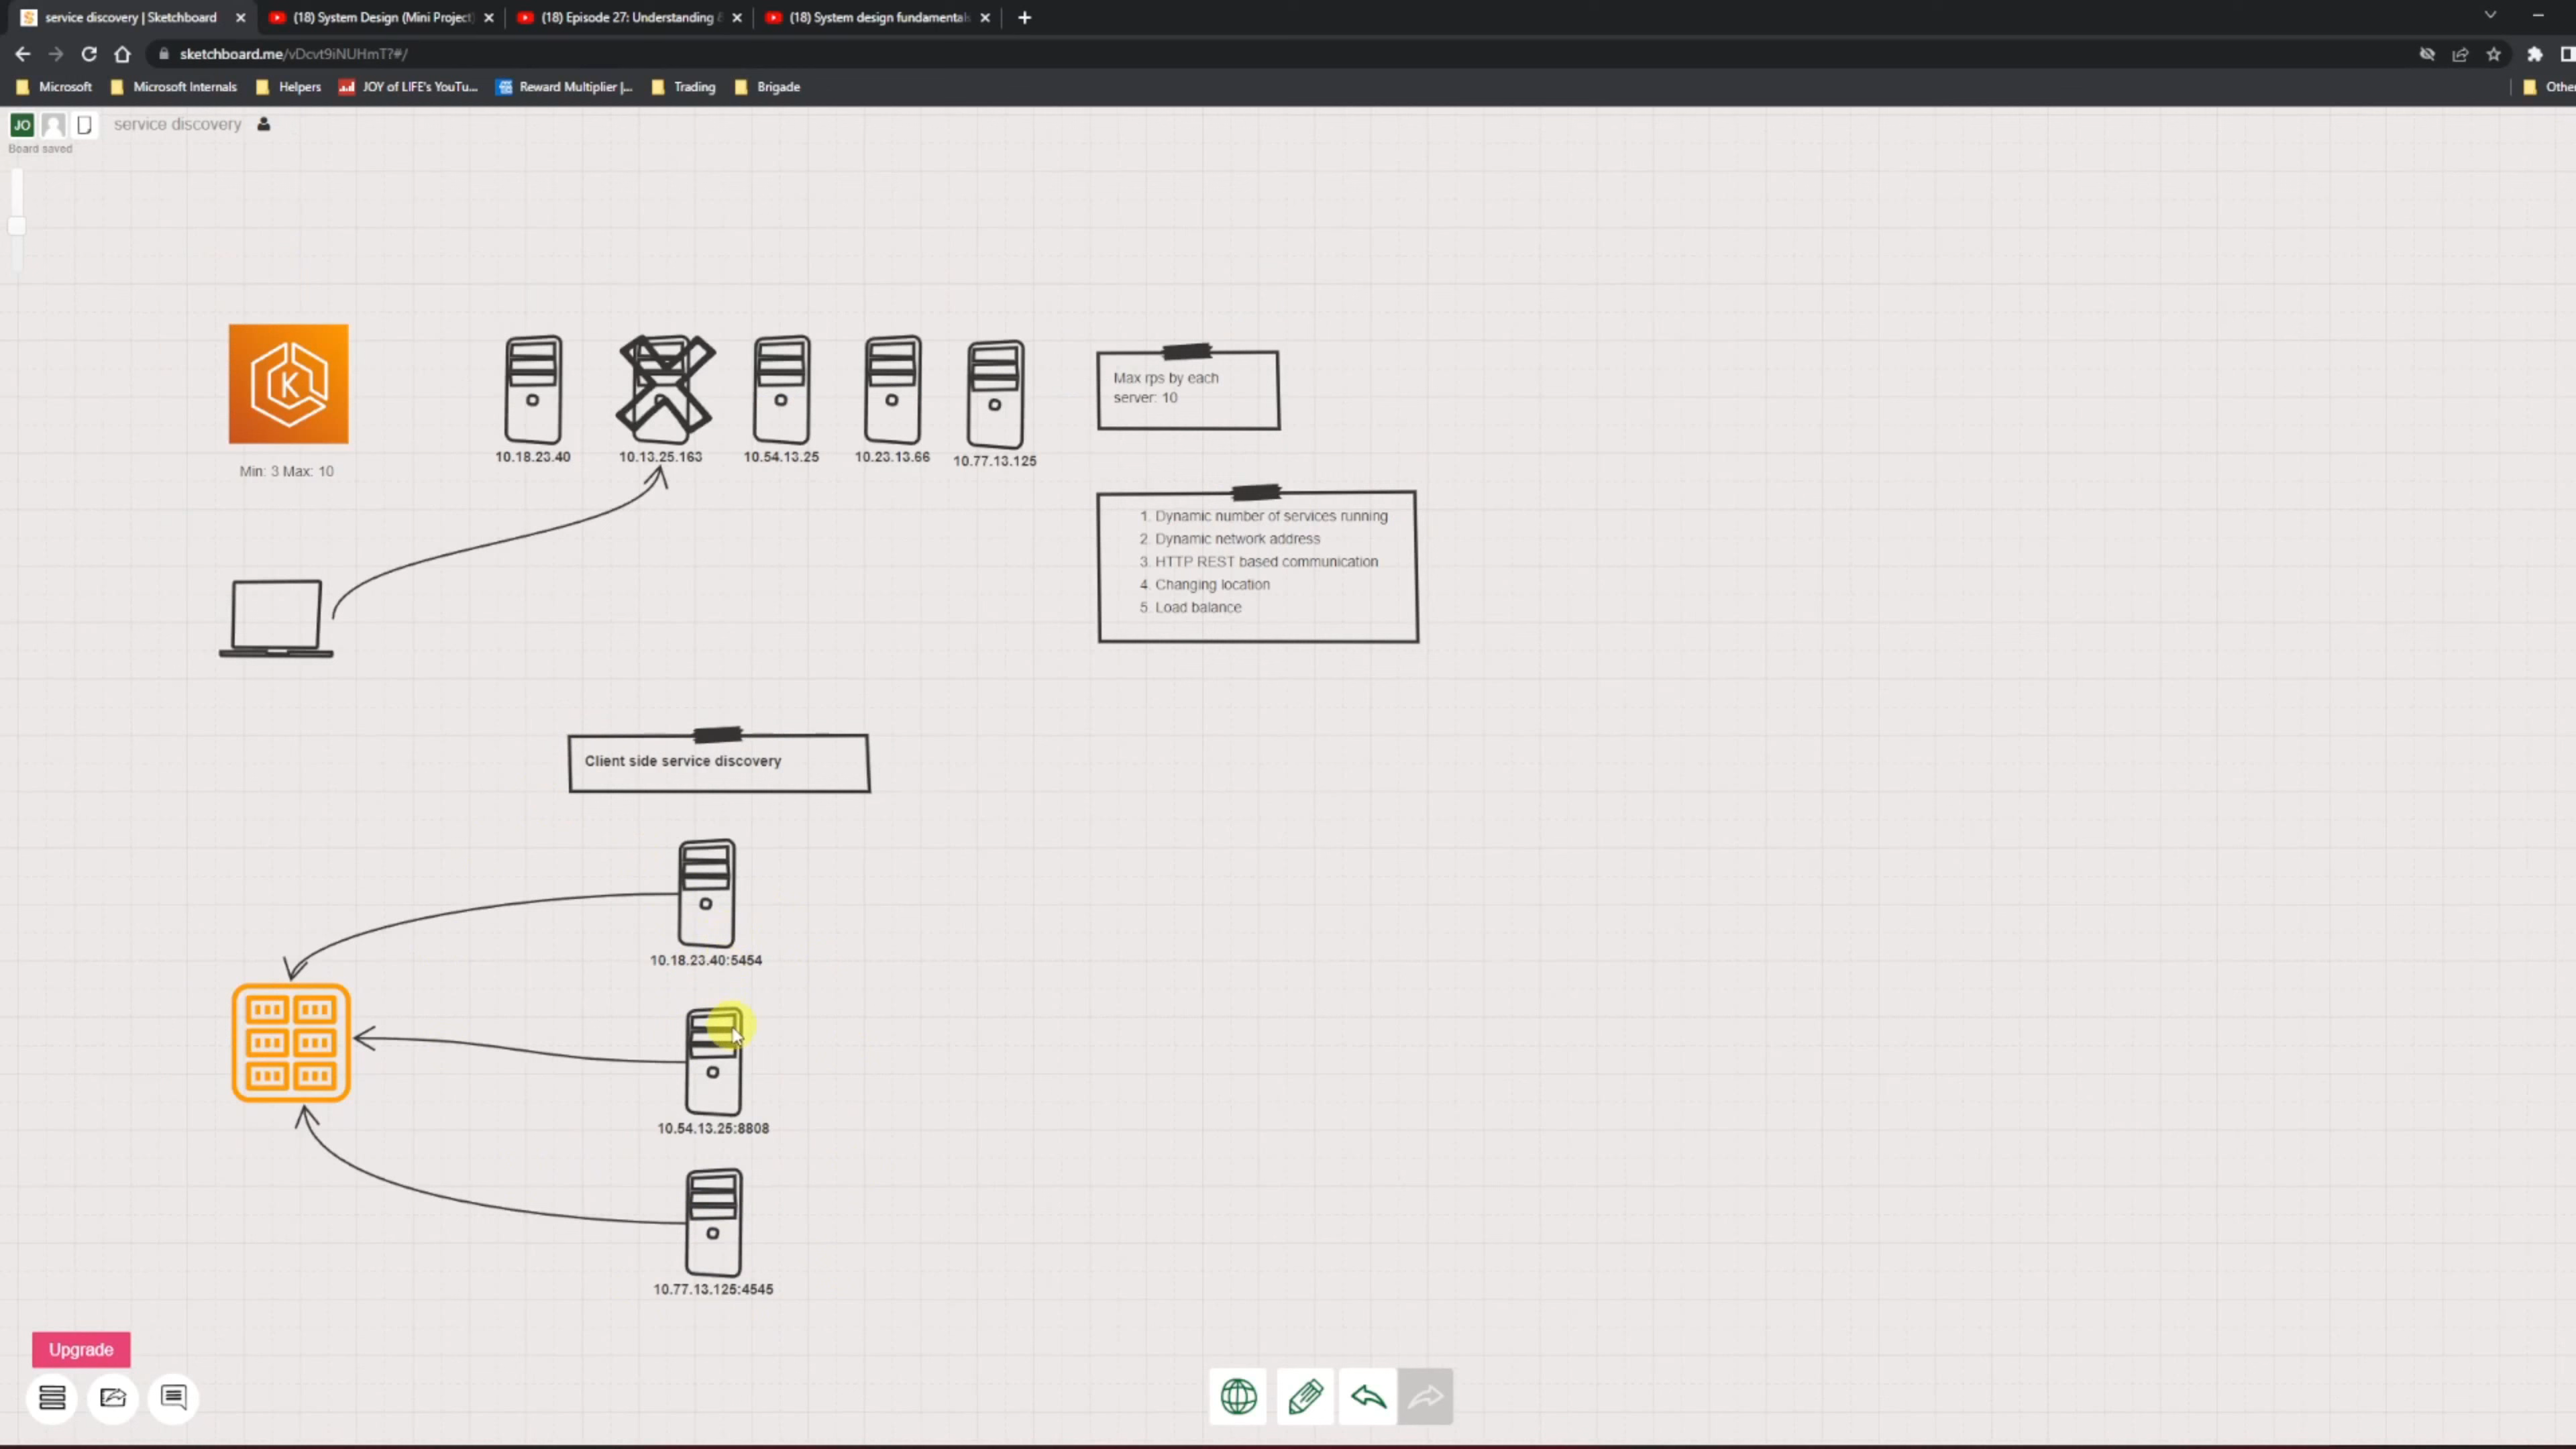 service discovery | Sketchboard
(18) System Design (Mini Project)
(18) Episode 27: Understanding
(18) System design fundamentals
sketchboard.me/vDcvt9iNUHmT?#/
Microsoft
Microsoft Internals
Helpers
JOY of LIFE's YouTu...
Reward Multiplier |...
Trading
Brigade
Othe
JO
service discovery
Board saved
K
Min: 3 Max: 10
10.18.23.40
10.13.25.163
10.54.13.25
10.23.13.66
10.77.13.125
Max rps by each
server: 10
1. Dynamic number of services running
2. Dynamic network address
3. HTTP REST based communication
4. Changing location
5. Load balance
Client side service discovery
10.18.23.40:5454
10.54.13.25:8808
10.77.13.125:4545
Upgrade